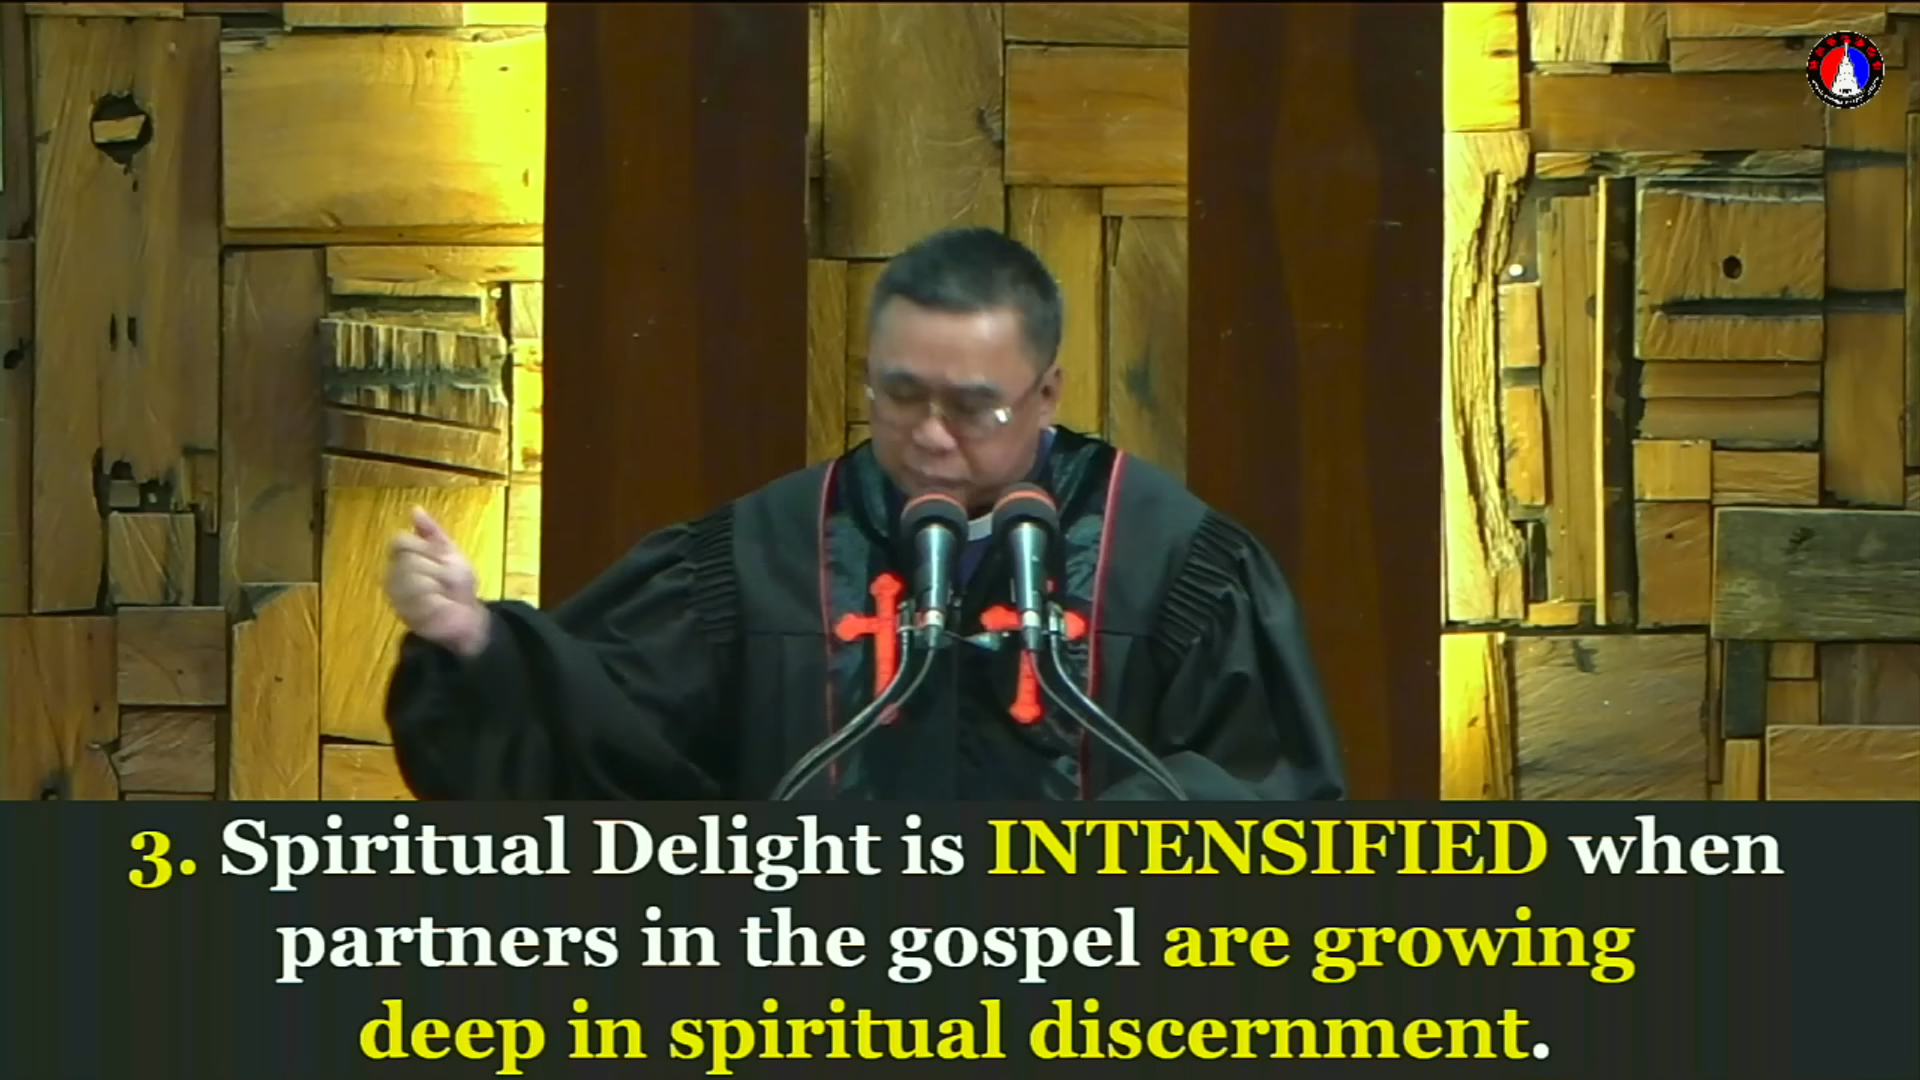 3. Spiritual Delight is INTENSIFIED when
partners in the gospel are growing
deep in spiritual discernment.